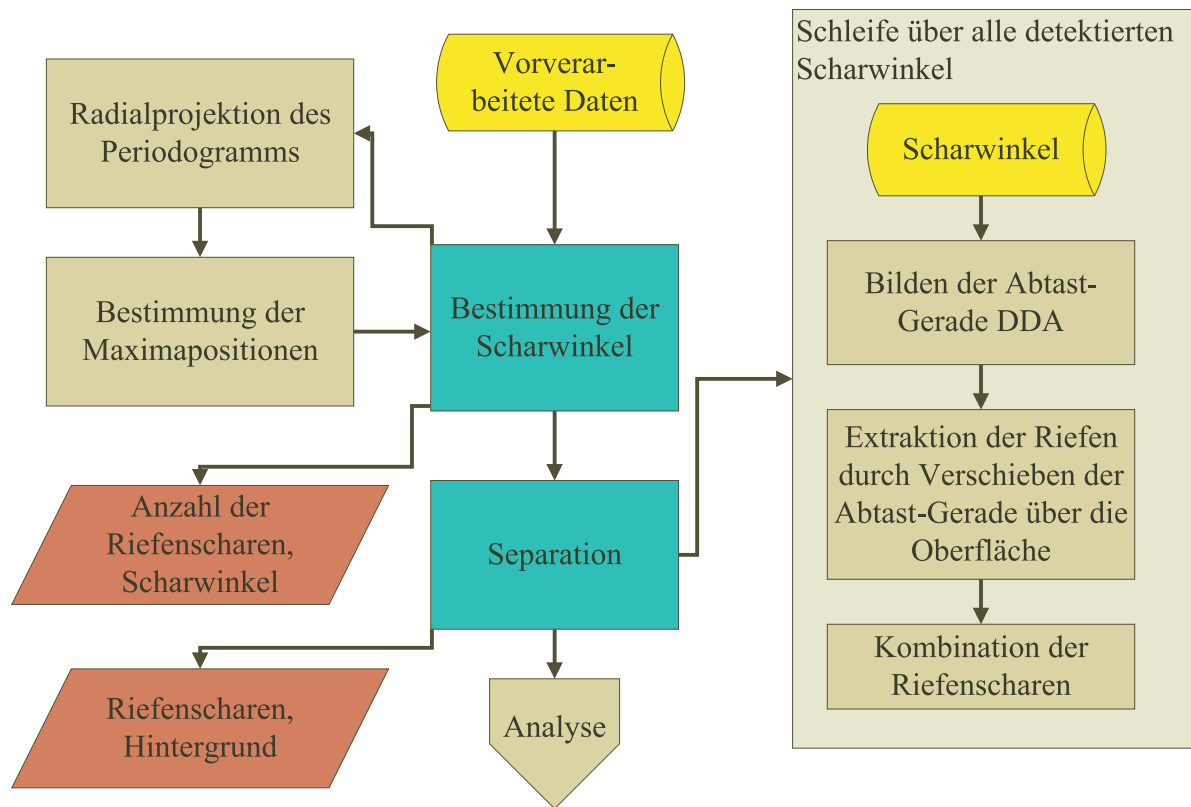 Vorverar-
beitete Daten
Radialprojektion des
Periodogramms
Bestimmung der
Maximapositionen
Bestimmung der
Scharwinkel
Anzahl der
Riefenscharen,
Scharwinkel
Separation
Riefenscharen,
Hintergrund
Analyse
Schleife über alle detektierten
Scharwinkel
Scharwinkel
Bilden der Abtast-
Gerade DDA
Extraktion der Riefen
durch Verschieben der
Abtast-Gerade über die
Oberfläche
Kombination der
Riefenscharen